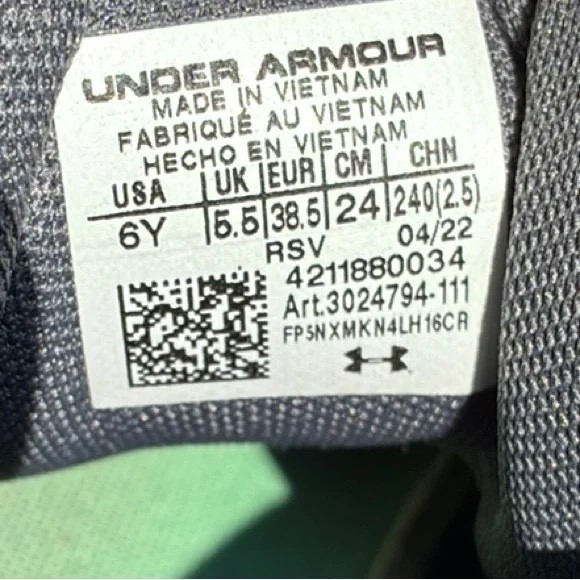 UNDER ARMOUR
MADE IN VIETNAM
FABRIQUÉ AU VIETNAM
HECHO EN VIETNAM
USA UK EUR CM CHN
6Y 5.5 38.5 24 240(2.5)
RSV 04/22
4211880034
Art.3024794-111
FP5NXMKN4LH16CR